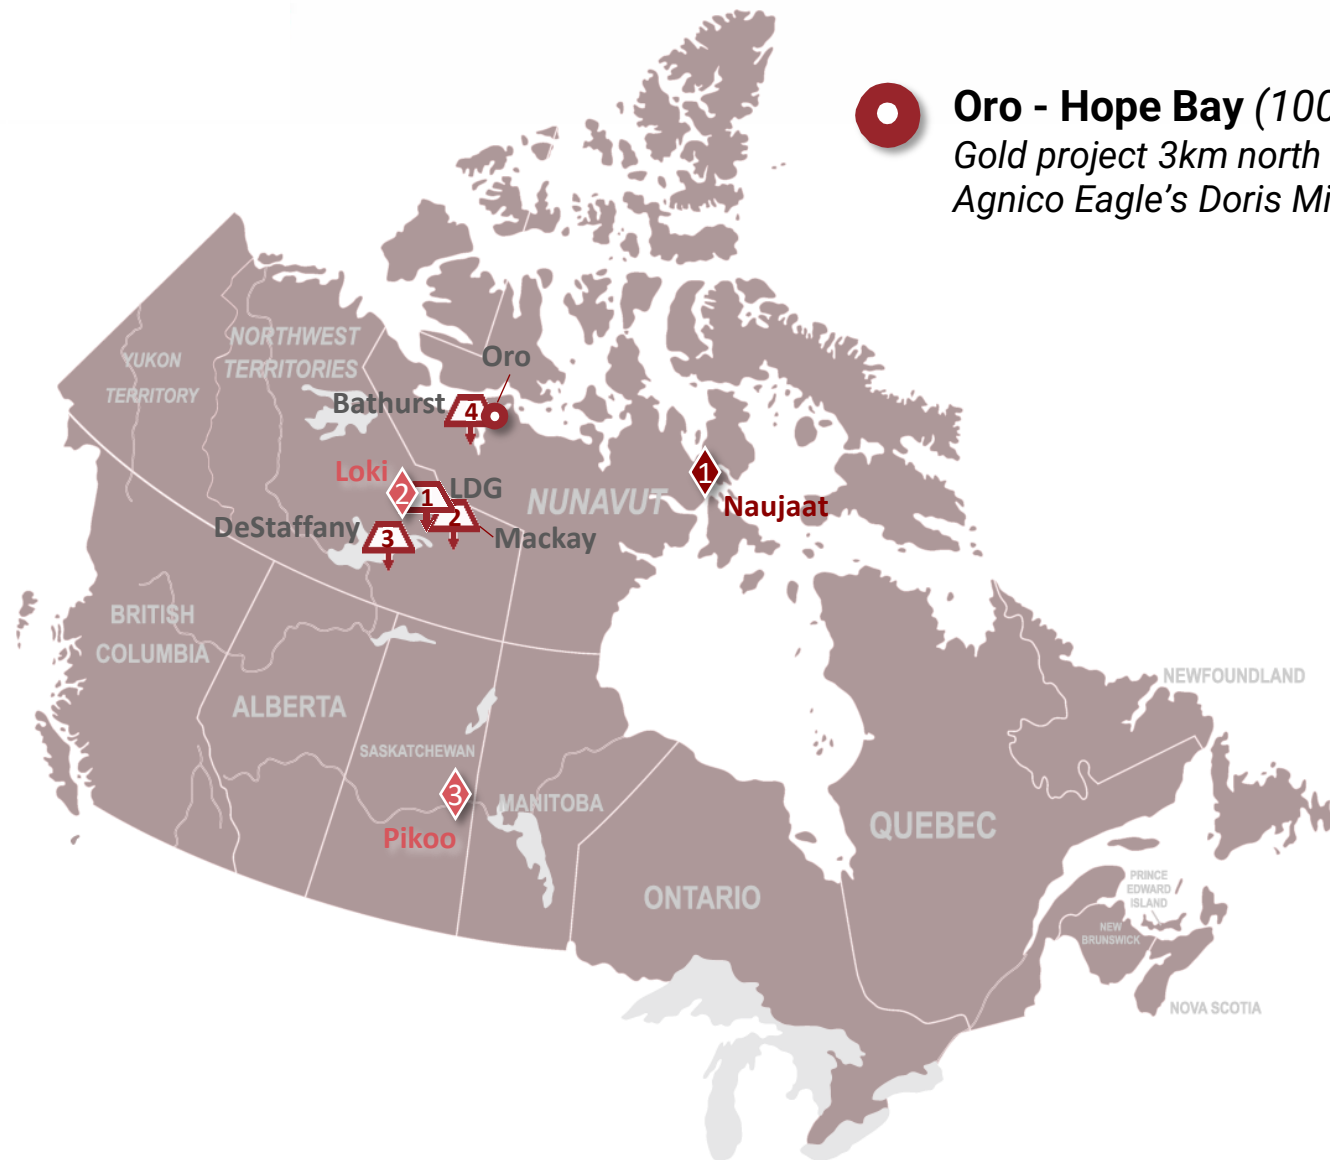 Oro - Hope Bay (100
Gold project 3km north
Agnico Eagle's Doris Mi
NORTHWEST
TERRITORIES
YUKON
TERRITORY
Oro
Bathurst
4
Loki
2
1
LDG
NUNAVUT
1
Naujaat
DeStaffany
3
2
Mackay
BRITISH
COLUMBIA
ALBERTA
SASKATCHEWAN
3
MANITOBA
Pikoo
NEWFOUNDLAND
QUEBEC
ONTARIO
PRINCE
EDWARD
ISLAND
NEW
BRUNSWICK
NOVA SCOTIA